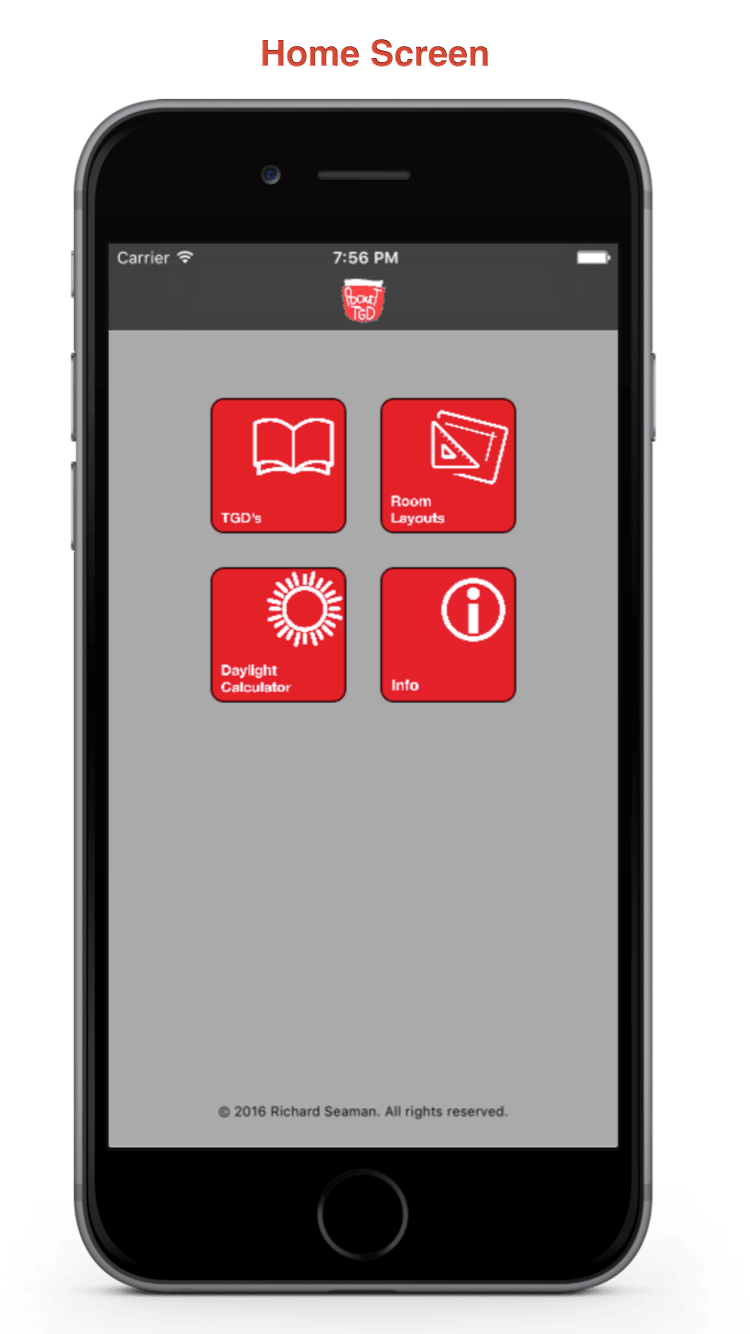 Home Screen
Carrier
7:56 PM
POCKET
TGD
TGD's
Room
Layouts
Daylight
Calculator
Info
© 2016 Richard Seaman. All rights reserved.